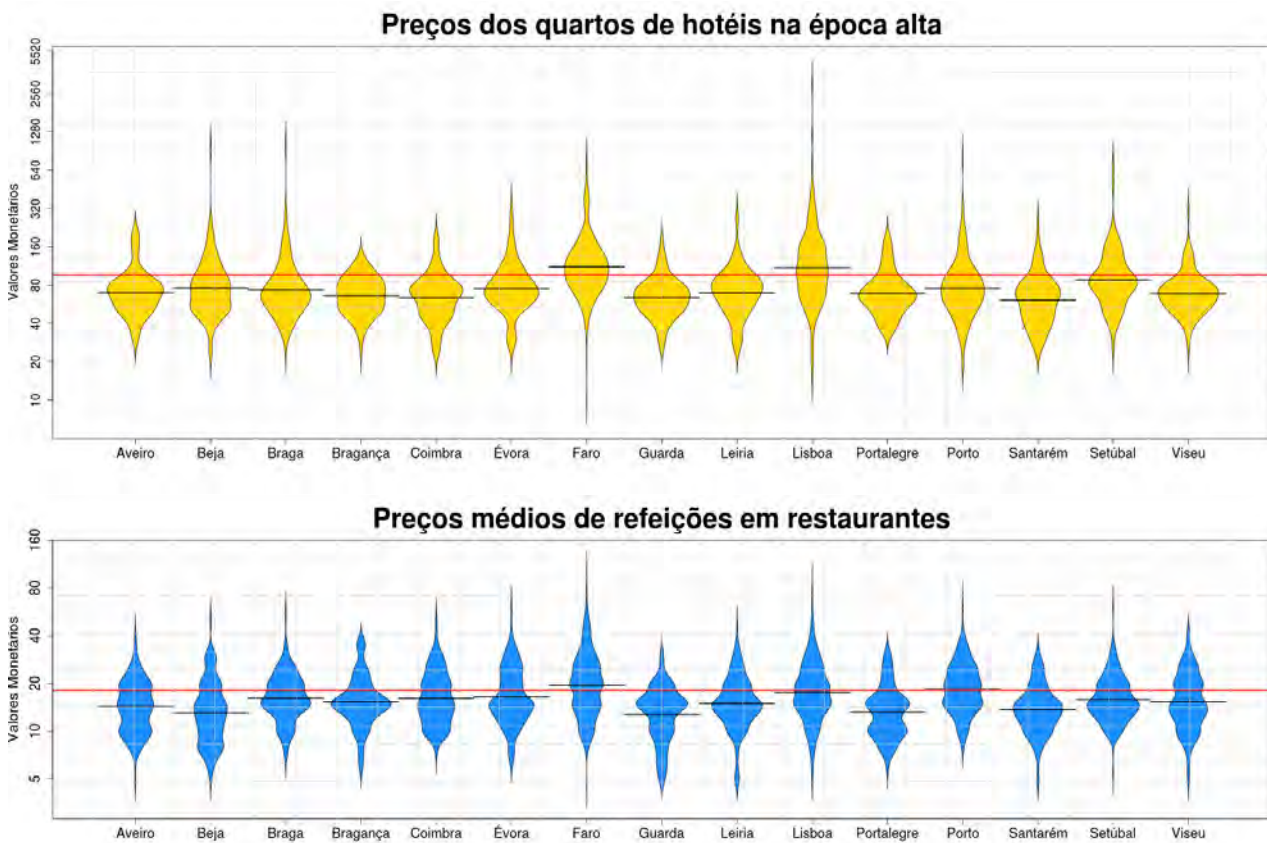 Preços dos quartos de hotéis na época alta
Valores Monetários
5520
2560
1280
640
320
160
80
40
20
10
Aveiro Beja Braga Bragança Coimbra Évora Faro Guarda Leiria Lisboa Portalegre Porto Santarém Setúbal Viseu
Preços médios de refeições em restaurantes
Valores Monetários
160
80
40
20
10
5
Aveiro Beja Braga Bragança Coimbra Évora Faro Guarda Leiria Lisboa Portalegre Porto Santarém Setúbal Viseu